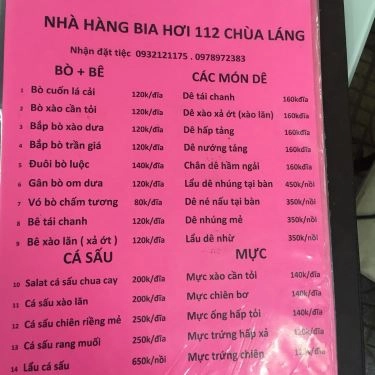 NHÀ HÀNG BIA HƠI 112 CHÙA LÁNG
Nhận đặt tiệc 0932121175 . 0978972383
BÒ + BÊ
1 Bò cuốn lá cải 120k/đĩa
2 Bò xào cần tỏi 120k/đĩa
3 Bắp bò xào dưa 120k/đĩa
4 Bắp bò trần giá 120k/đĩa
5 Đuôi bò luộc 140k/đĩa
6 Gân bò om dưa 120k/đĩa
7 Vó bò chấm tương 80k/đĩa
8 Bê tái chanh 120k/đĩa
9 Bê xào lăn ( xả ớt ) 120k/đĩa
CÁ SẤU
10 Salat cá sấu chua cay 200k/đĩa
11 Cá sấu xào lăn 200k/đĩa
12 Cá sấu chiên riềng mẻ 250k/đĩa
13 Cá sấu rang muối 250k/đĩa
14 Lẩu cá sấu 650k/nồi
CÁC MÓN DÊ
Dê tái chanh 160kđĩa
Dê xào xả ớt (xào lăn) 160kđĩa
Dê hấp tảng 160kđĩa
Dê nướng tảng 160kđĩa
Chân dê hầm ngải 160kđĩa
Lẩu dê nhúng tại bàn 450k/nồi
Dê né nấu tại bàn 350k/nồi
Dê nhúng mẻ 350k/nồi
Lẩu dê nhừ 350k/nồi
MỰC
Mực xào cần tỏi 140k/đĩa
Mực chiên bơ 140k/đĩa
Mực ống hấp tỏi 140k/đĩa
Mực trứng hấp xả 120k/đĩa
Mực trứng chiên